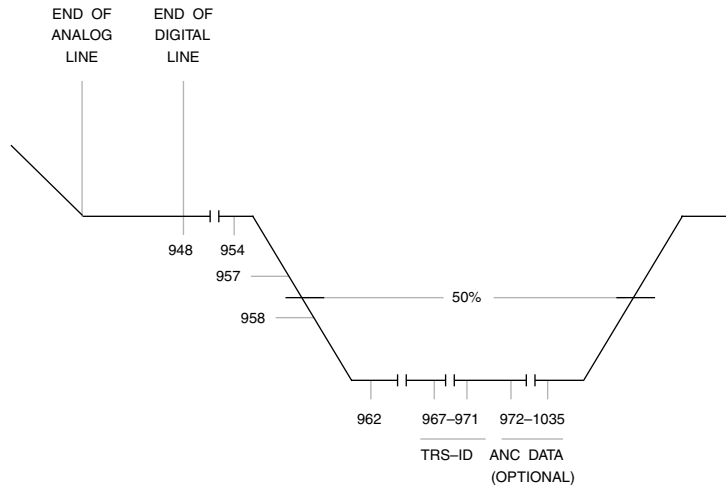 END OF
ANALOG
LINE
END OF
DIGITAL
LINE
948
954
957
50%
958
962
967–971
972–1035
TRS–ID
ANC DATA
(OPTIONAL)